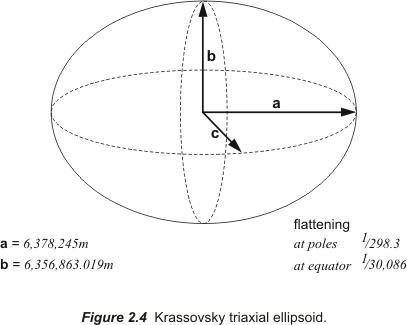 b
a
c
flattening
a = 6,378,245m
at poles 1/298.3
b = 6,356,863.019m
at equator 1/30,086
Figure 2.4 Krassovsky triaxial ellipsoid.